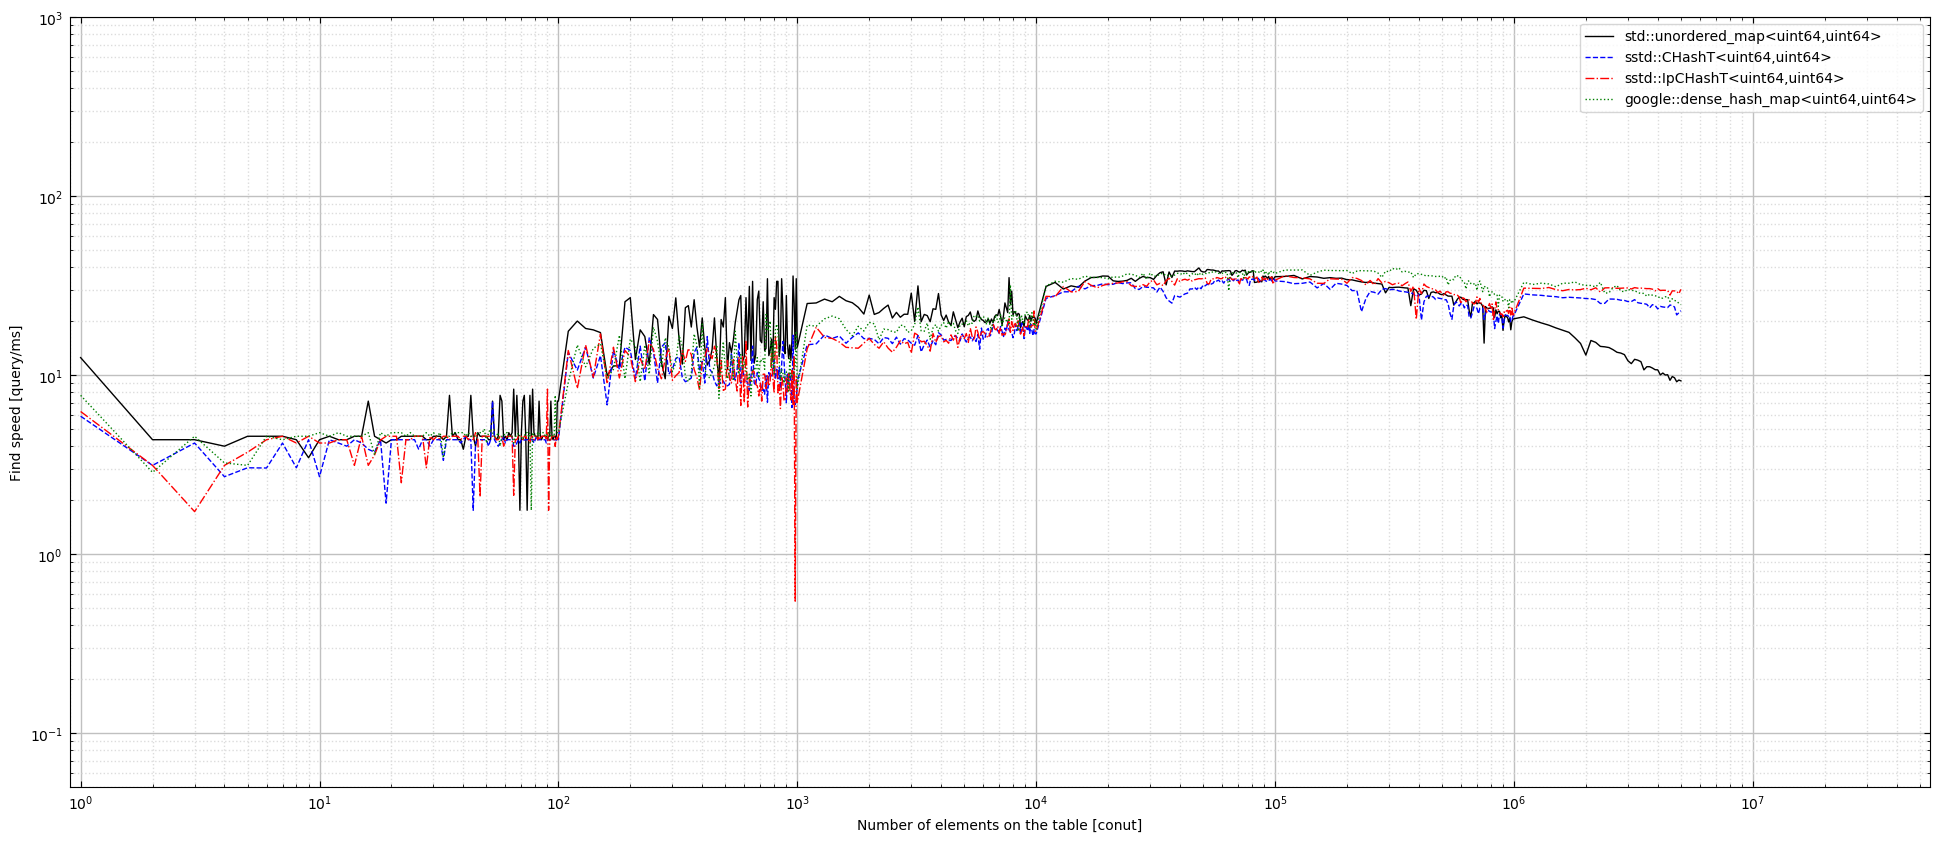 10³
10²
10¹
10⁰
10⁻¹
Find speed [query/ms]
std::unordered_map<uint64,uint64>
sstd::CHashT<uint64,uint64>
sstd::IpCHashT<uint64,uint64>
google::dense_hash_map<uint64,uint64>
10⁰ 10¹ 10² 10³ 10⁴ 10⁵ 10⁶ 10⁷
Number of elements on the table [conut]